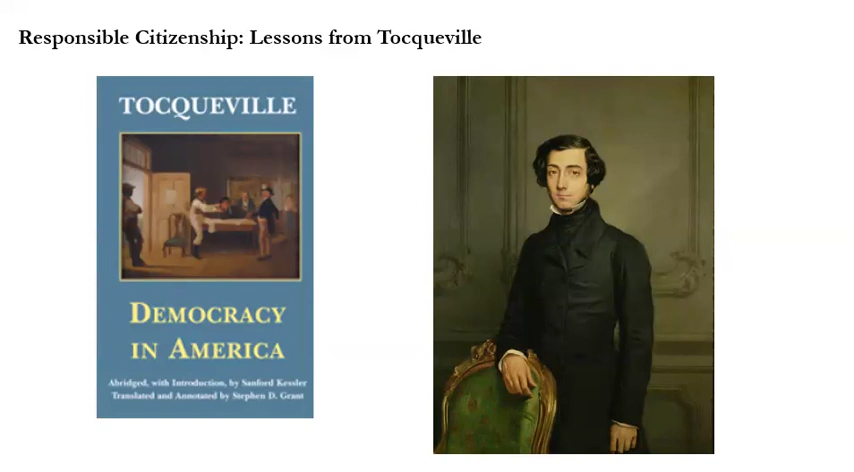 Responsible Citizenship: Lessons from Tocqueville
TOCQUEVILLE
DEMOCRACY
IN AMERICA
Abridged, with Introduction, by Sanford Kessler
Translated and Annotated by Stephen D. Grant